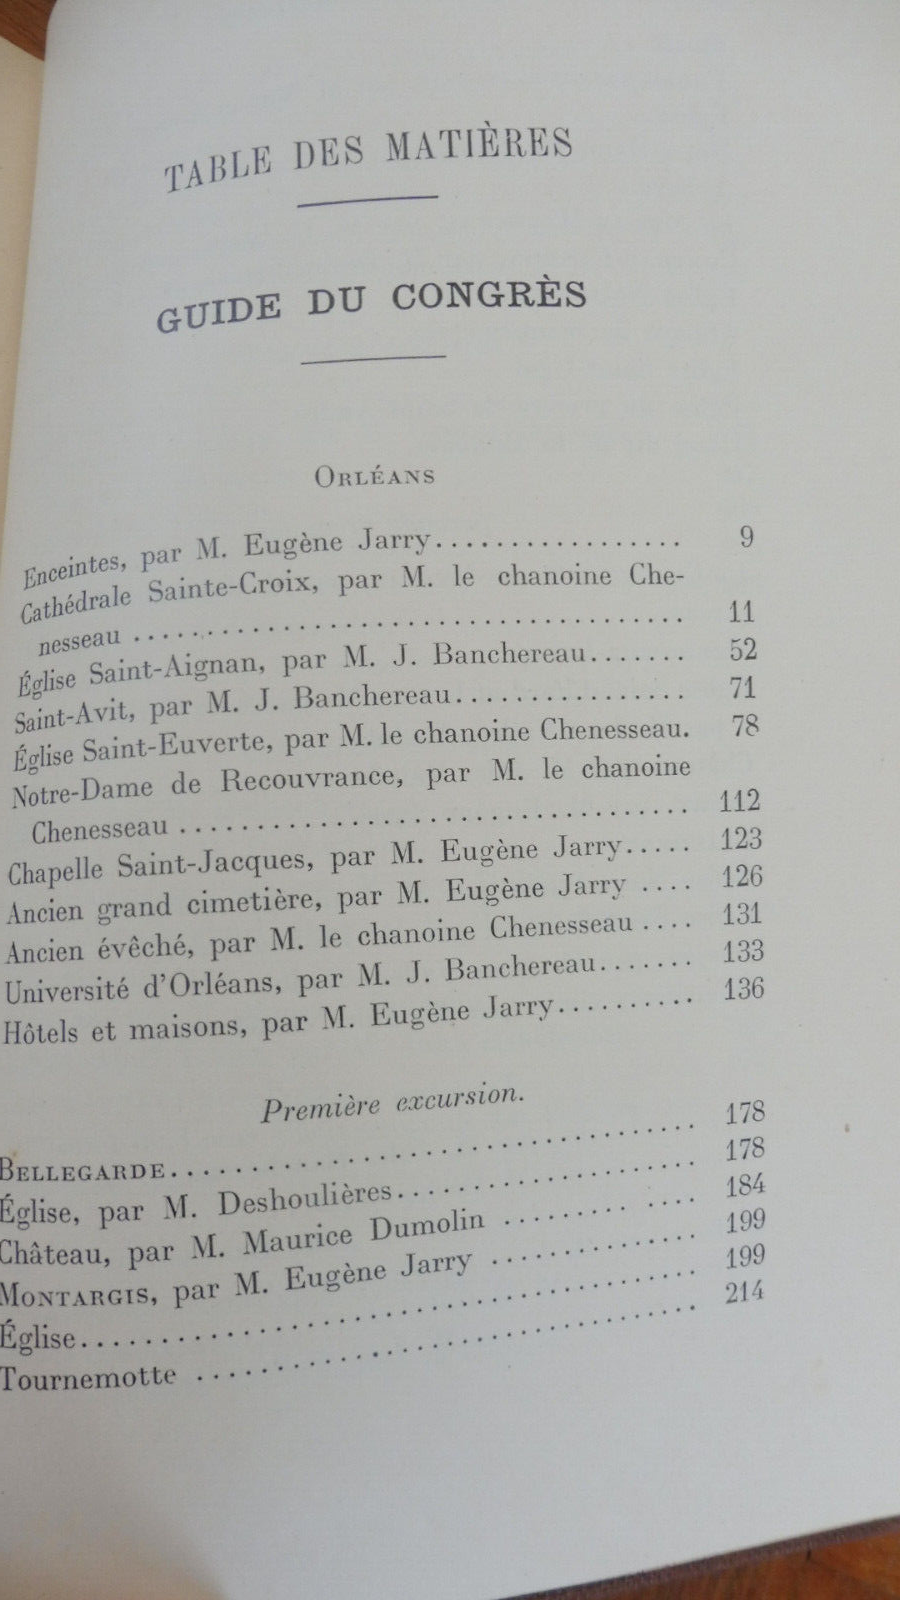 TABLE DES MATIÈRES
GUIDE DU CONGRÈS
ORLÉANS
Enceintes, par M. Eugène Jarry................. 9
Cathédrale Sainte-Croix, par M. le chanoine Che-
nesseau ...................................... 11
Église Saint-Aignan, par M. J. Banchereau....... 52
Saint-Avit, par M. J. Banchereau................ 71
Église Saint-Euverte, par M. le chanoine Chenesseau. 78
Notre-Dame de Recouvrance, par M. le chanoine
Chenesseau .................................. 112
Chapelle Saint-Jacques, par M. Eugène Jarry..... 123
Ancien grand cimetière, par M. Eugène Jarry .... 126
Ancien évêché, par M. le chanoine Chenesseau .... 131
Université d'Orléans, par M. J. Banchereau....... 133
Hôtels et maisons, par M. Eugène Jarry.......... 136
Première excursion.
BELLEGARDE.................................. 178
Église, par M. Deshoulières..................... 178
Château, par M. Maurice Dumolin ......... .... 184
MONTARGIS, par M. Eugène Jarry .............. 199
Église........................................ 199
Tournemotte ................................ 214